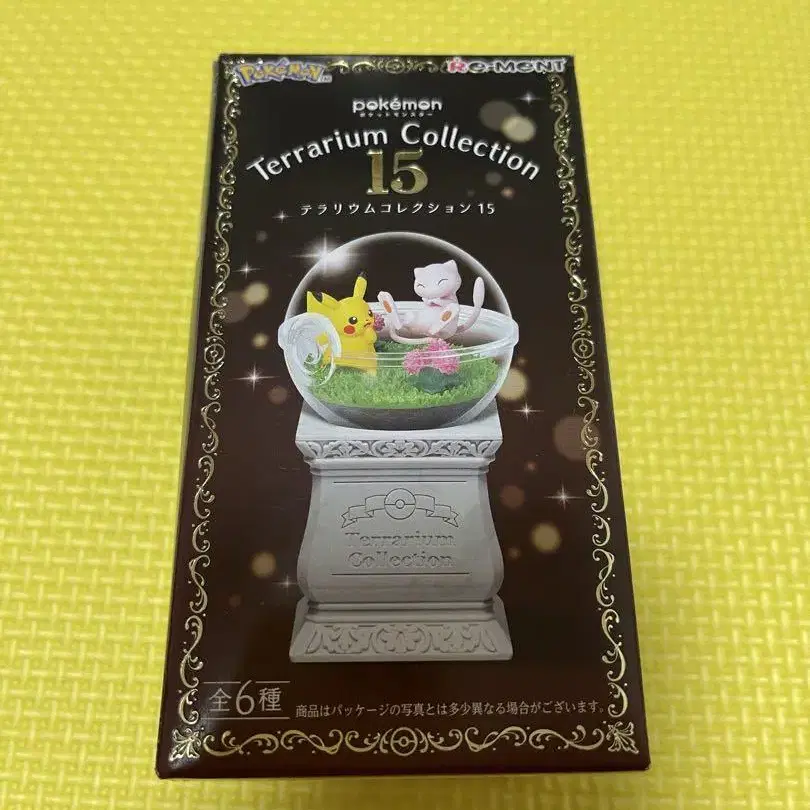 POKéMON
Re-MeNT
pokémon
ポケットモンスター
Terrarium Collection
15
テラリウムコレクション 15
Terrarium
Collection
全6種
商品はパッケージの写真とは多少異なる場合がございます。